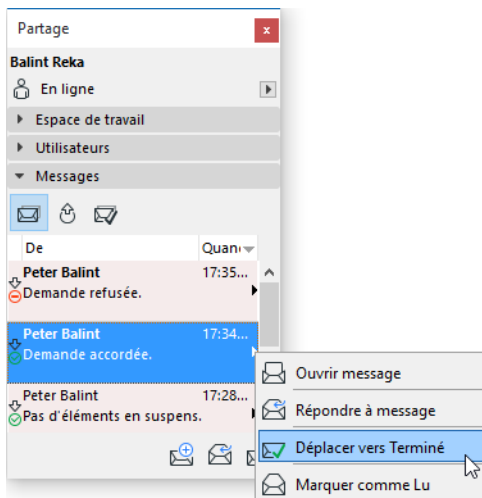 Partage
x
Balint Reka
En ligne
Espace de travail
Utilisateurs
Messages
De
Peter Balint 17:35...
Demande refusée.
Peter Balint 17:34...
Demande accordée.
Peter Balint 17:28...
Pas d'éléments en suspens.
Ouvrir message
Répondre à message
Déplacer vers Terminé
Marquer comme Lu